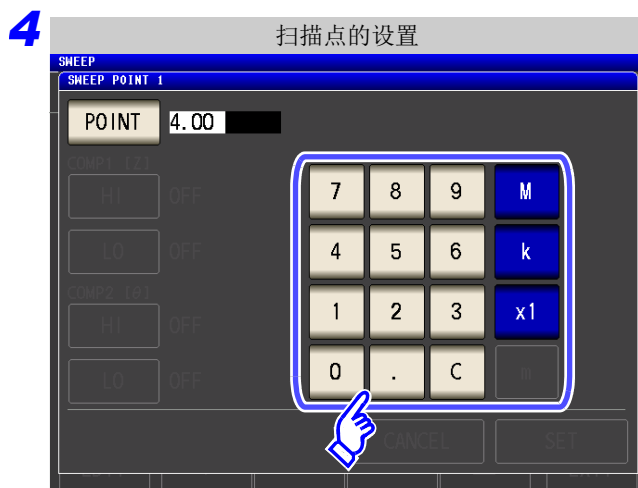 4
扫描点的设置
SWEEP
SWEEP POINT 1
POINT 4.00
COMP1 [Z]
HI OFF
LO OFF
COMP2 [θ]
HI OFF
LO OFF
7 8 9 M
4 5 6 k
1 2 3 x1
0 . C m
CANCEL SET